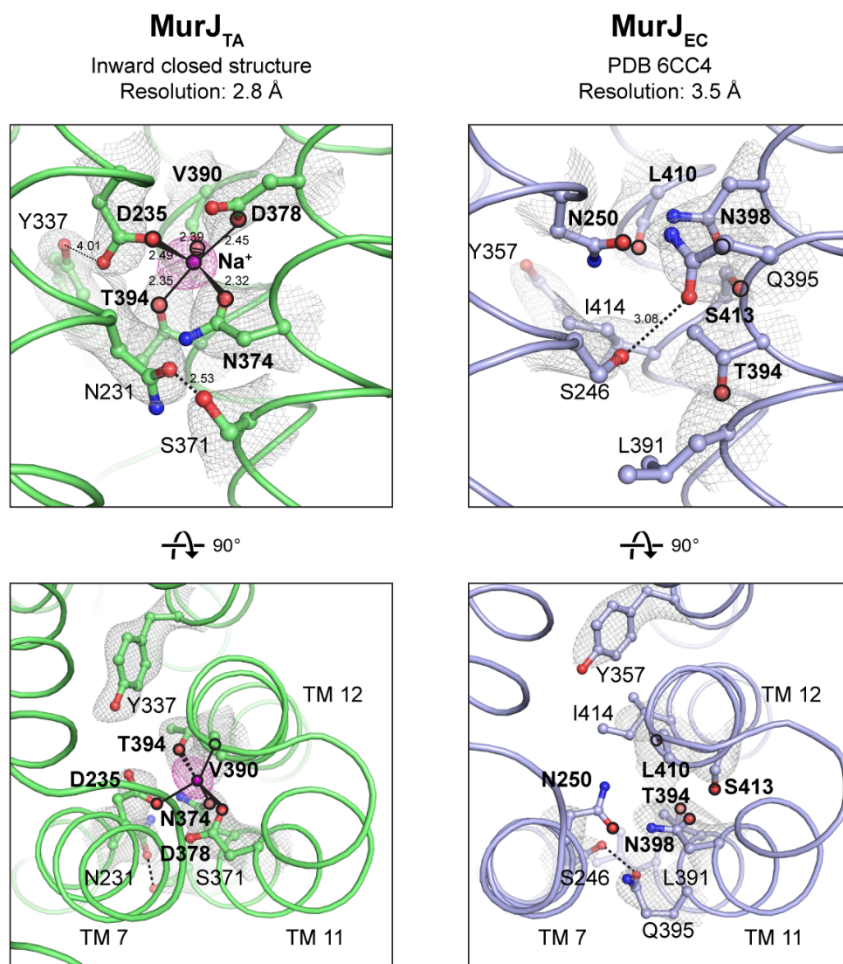 MurJTA
Inward closed structure
Resolution: 2.8 Å
V390
D235
D378
Y337
4.01
2.39
2.45
2.49
Na+
2.35
2.32
T394
N374
N231
2.53
S371
90°
Y337
TM 12
T394
V390
D235
N374
D378
N231
S371
TM 7
TM 11
MurJEC
PDB 6CC4
Resolution: 3.5 Å
L410
N250
N398
Y357
Q395
I414
3.08
S413
S246
T394
L391
90°
Y357
TM 12
I414
L410
N250
S413
T394
N398
S246
L391
Q395
TM 7
TM 11